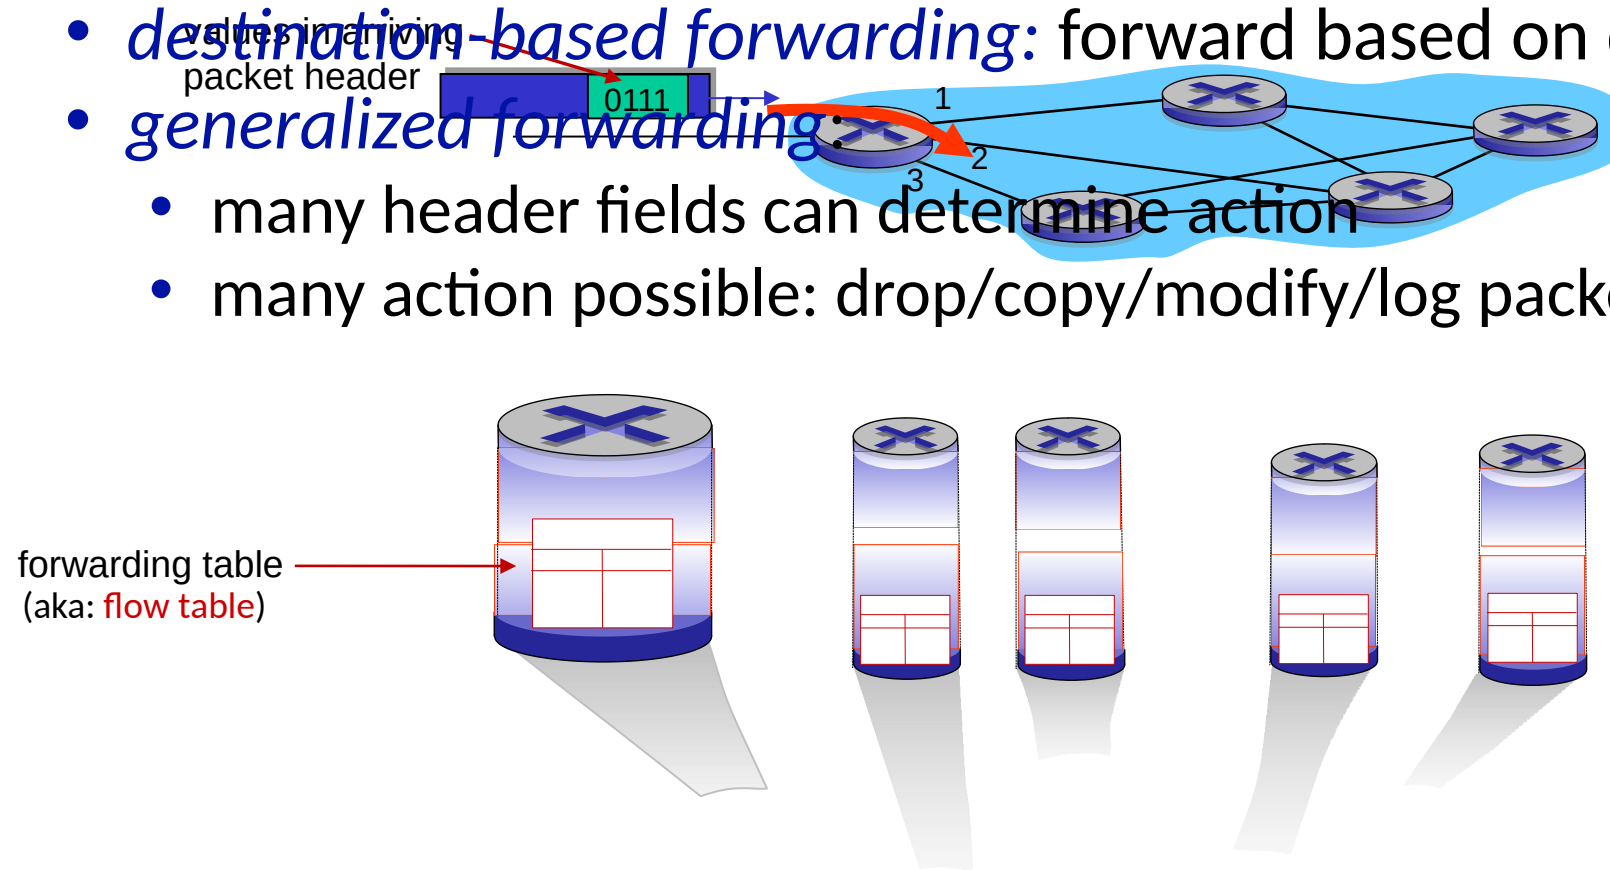 destination-based forwarding: forward based on
values in arriving
packet header
0111
generalized forwarding:
1
2
3
many header fields can determine action
many action possible: drop/copy/modify/log
forwarding table
(aka: flow table)